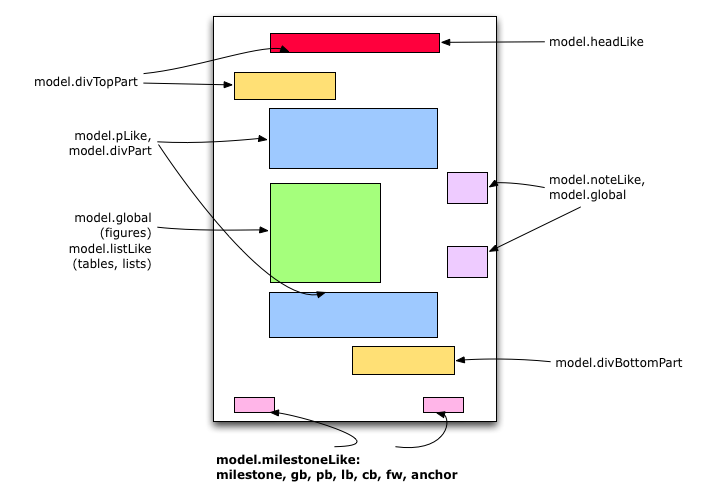 model.headLike
model.divTopPart
model.pLike,
model.divPart
model.noteLike,
model.global
model.global
(figures)
model.listLike
(tables, lists)
model.divBottomPart
model.milestoneLike:
milestone, gb, pb, lb, cb, fw, anchor